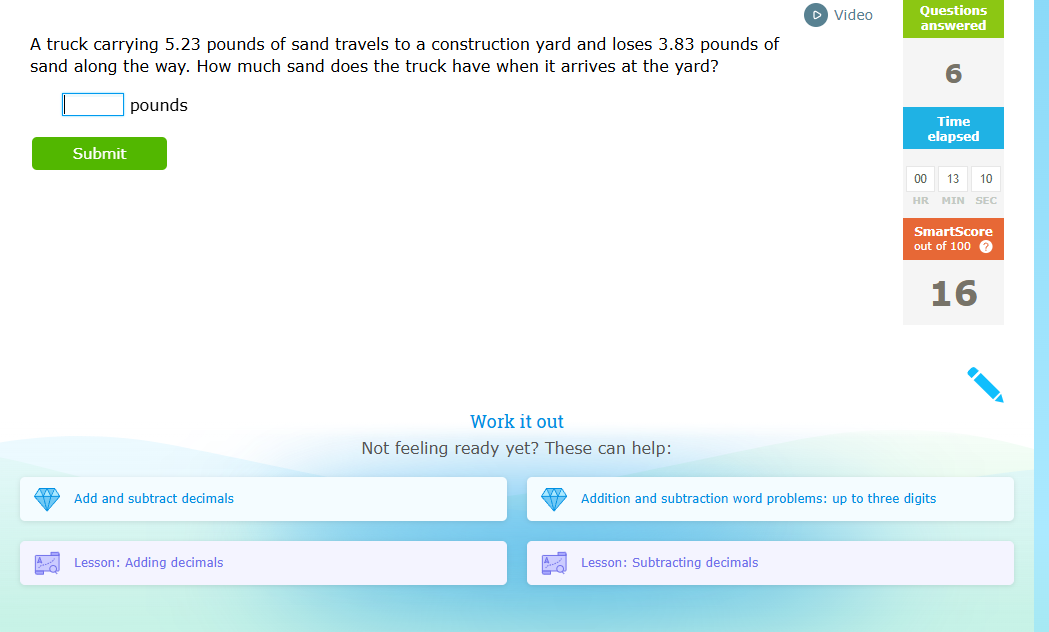 Video
A truck carrying 5.23 pounds of sand travels to a construction yard and loses 3.83 pounds of
sand along the way. How much sand does the truck have when it arrives at the yard?
pounds
Submit
Questions
answered
6
Time
elapsed
00 13 10
HR MIN SEC
SmartScore
out of 100 ?
16
Work it out
Not feeling ready yet? These can help:
Add and subtract decimals
Addition and subtraction word problems: up to three digits
Lesson: Adding decimals
Lesson: Subtracting decimals